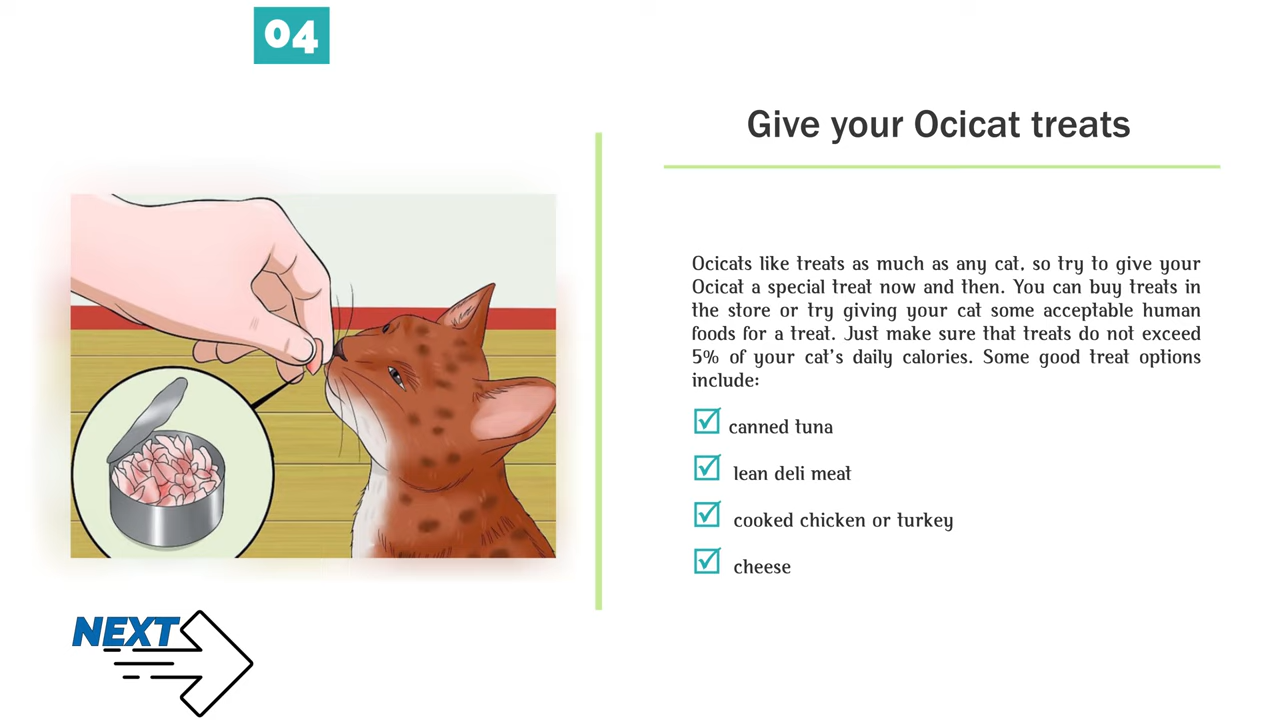 04
Give your Ocicat treats
Ocicats like treats as much as any cat, so try to give your
Ocicat a special treat now and then. You can buy treats in
the store or try giving your cat some acceptable human
foods for a treat. Just make sure that treats do not exceed
5% of your cat's daily calories. Some good treat options
include:
canned tuna
lean deli meat
cooked chicken or turkey
cheese
NEXT